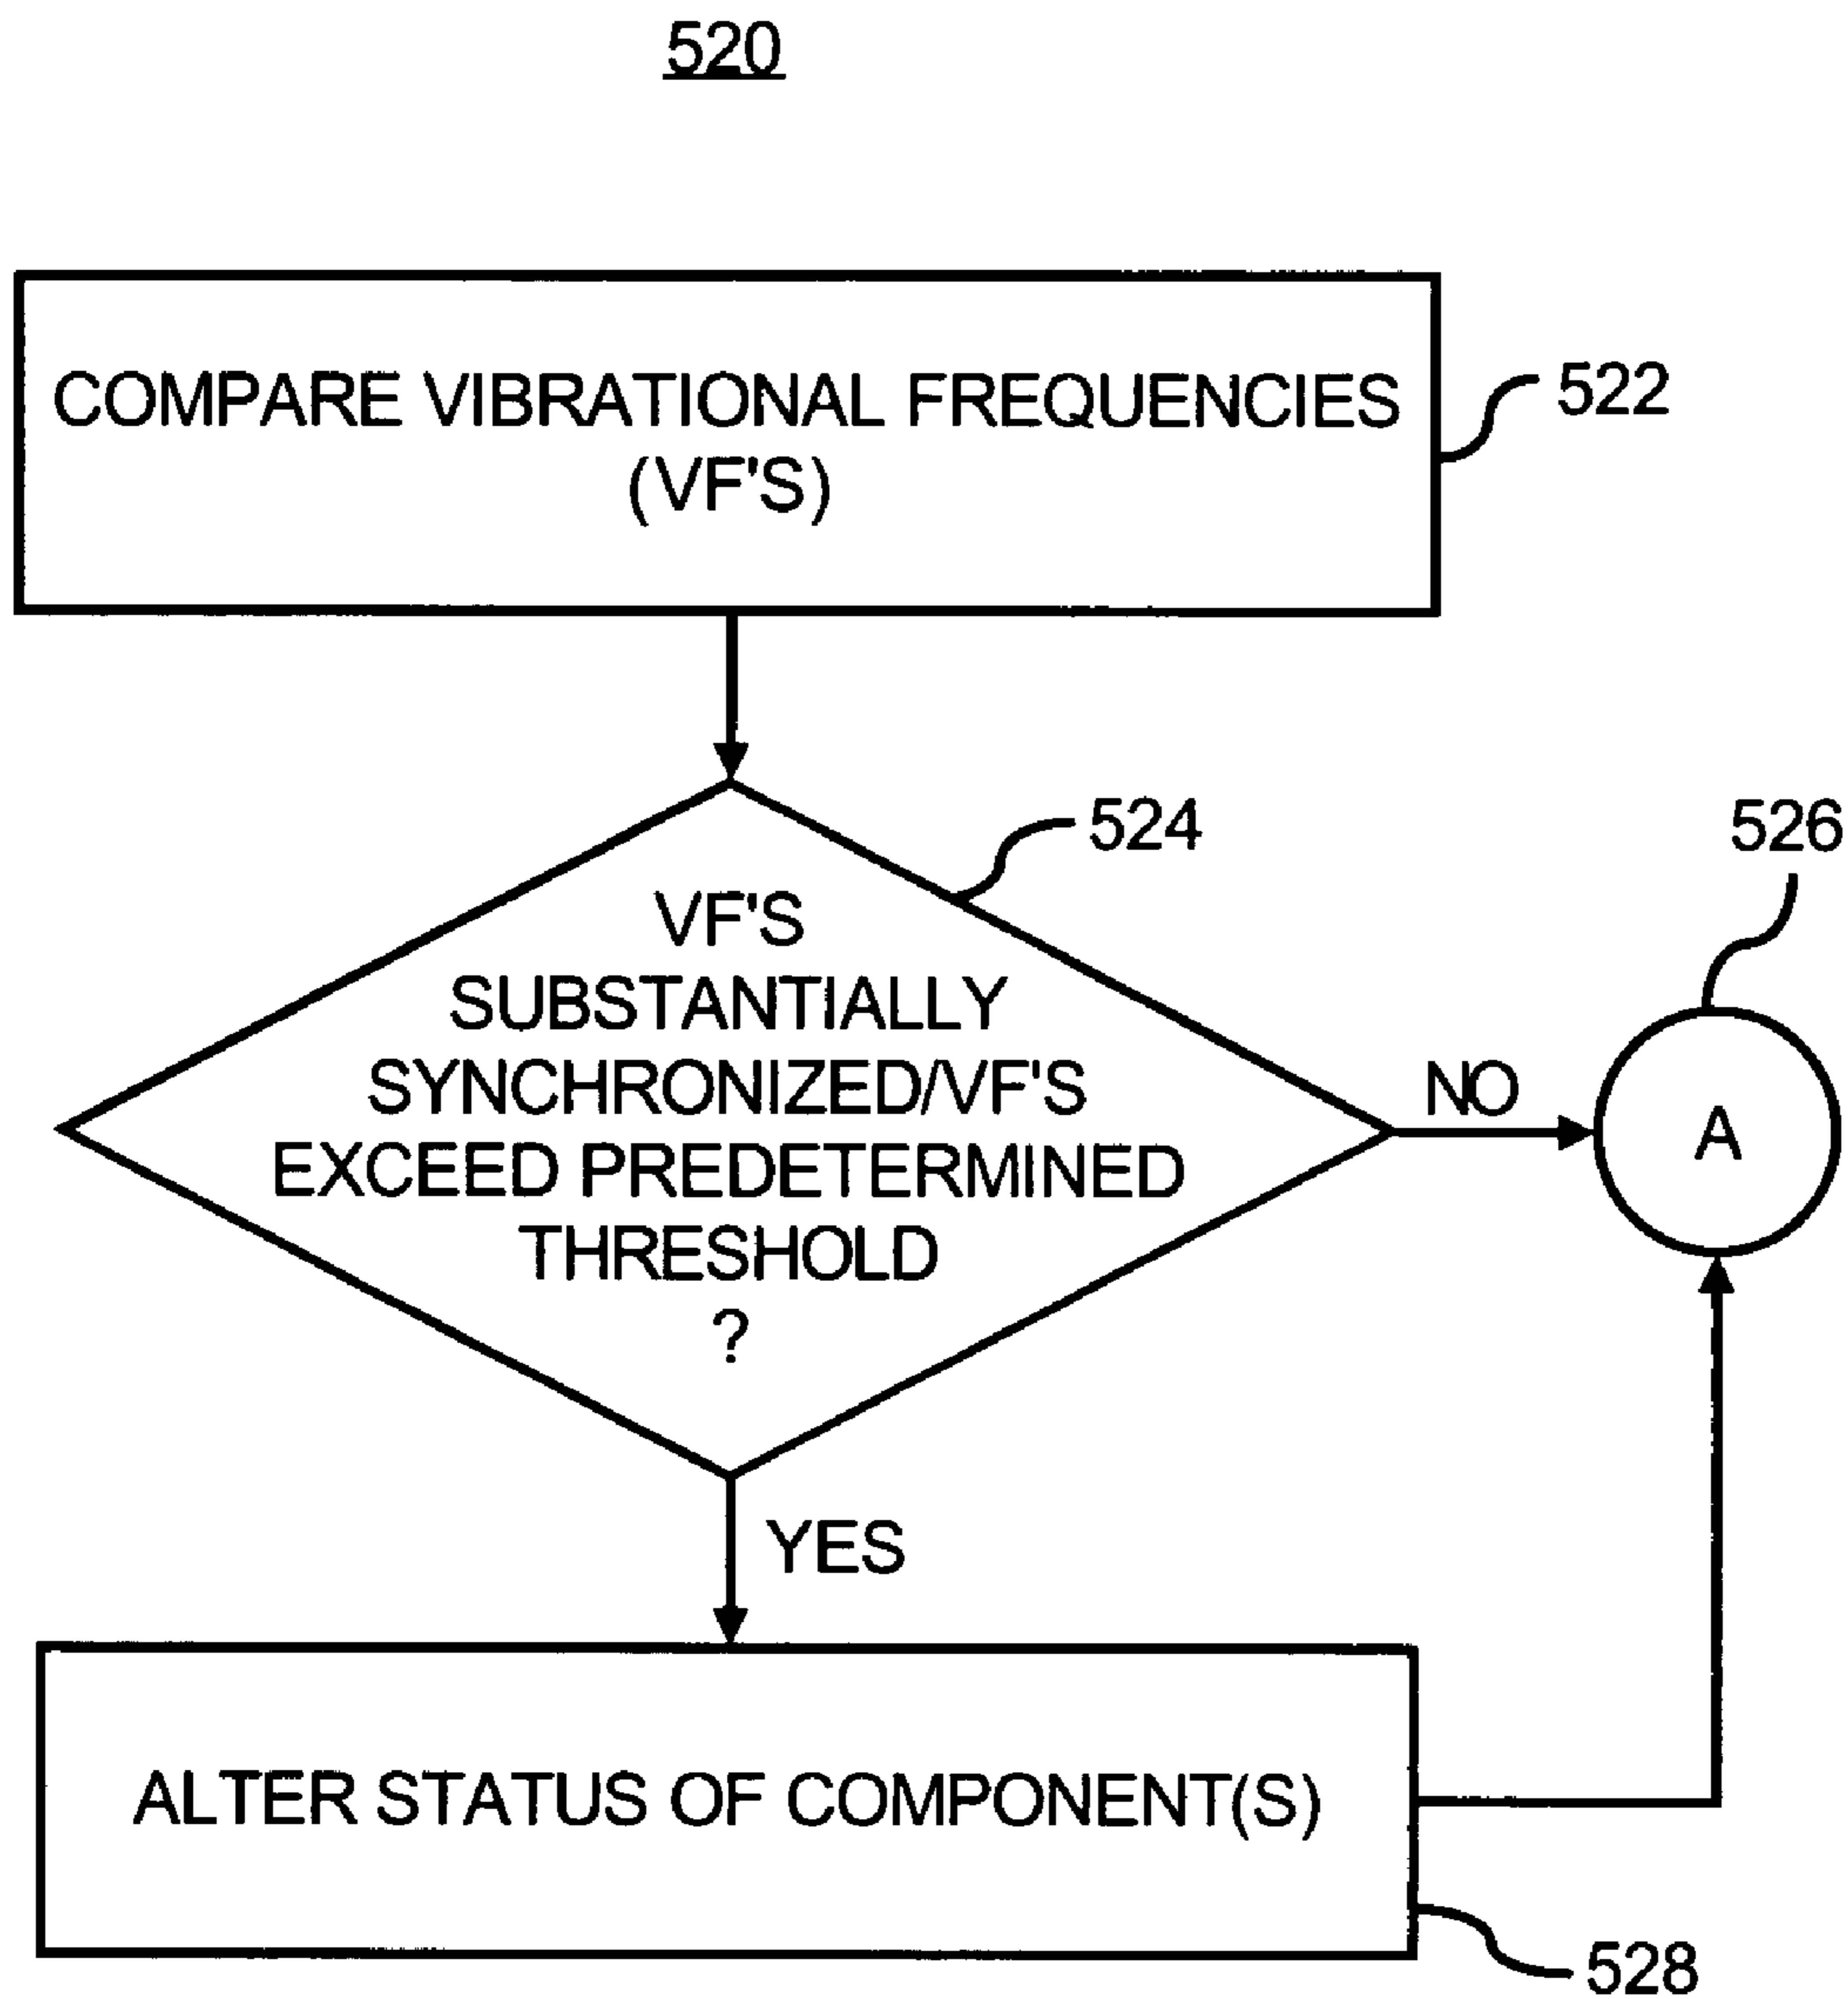 520
COMPARE VIBRATIONAL FREQUENCIES
(VF'S)
522
524
526
VF'S
SUBSTANTIALLY
SYNCHRONIZED/VF'S
EXCEED PREDETERMINED
THRESHOLD
?
NO
A
YES
ALTER STATUS OF COMPONENT(S)
528